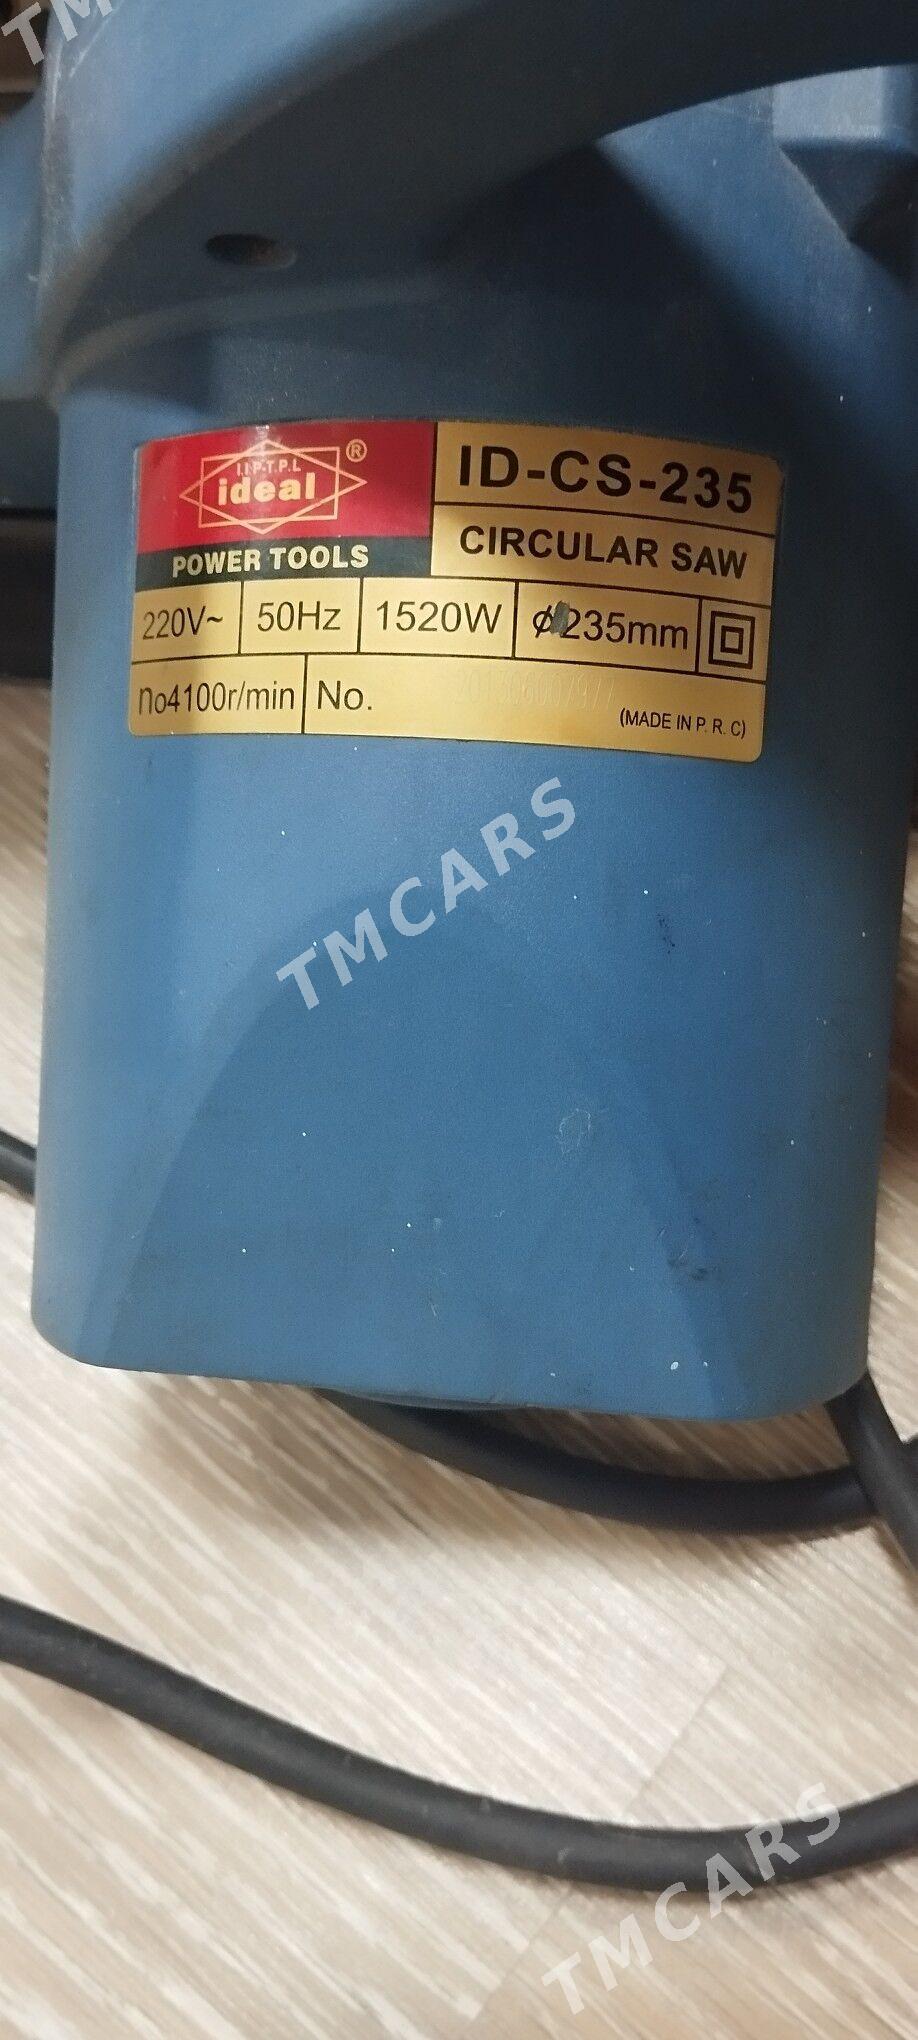 I.I.P-T.P.L ®
ideal
POWER TOOLS
ID-CS-235
CIRCULAR SAW
220V~ 50Hz 1520W ø235mm
no4100r/min No.
(MADE IN P. R. C)
TMCARS
TMCARS